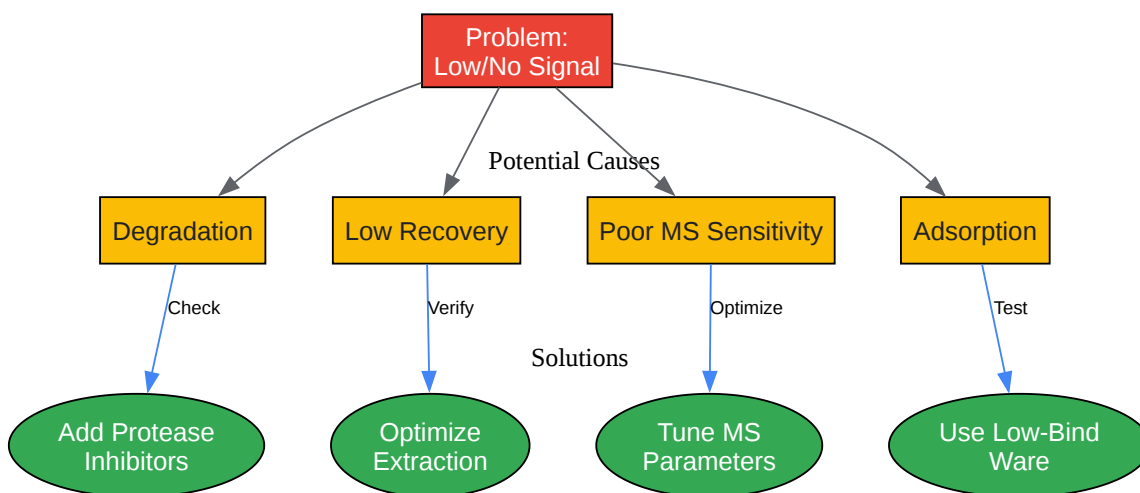 Problem:
Low/No Signal
Potential Causes
Degradation
Low Recovery
Poor MS Sensitivity
Adsorption
Check
Verify
Optimize
Test
Solutions
Add Protease
Inhibitors
Optimize
Extraction
Tune MS
Parameters
Use Low-Bind
Ware